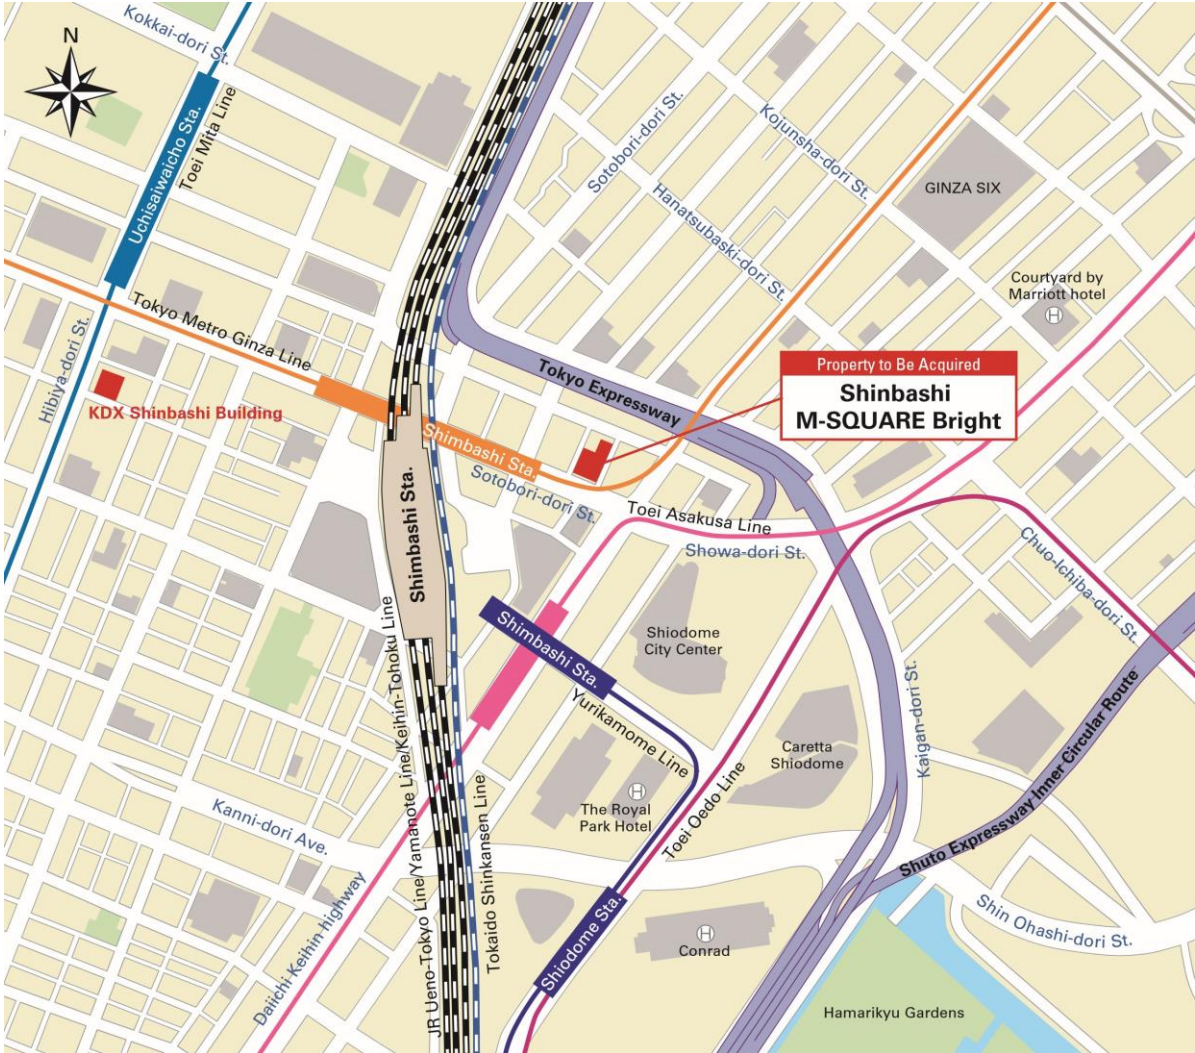 Kokkai-dori St.
N
Uchisaiwaicho Sta.
Toei Mita Line
Sotobori-dori St.
Kojunsha-dori St.
Hanatsubaski-dori St.
GINZA SIX
Courtyard by
Marriott hotel
H
Tokyo Metro Ginza Line
Hibiya-dori St.
KDX Shinbashi Building
Tokyo Expressway
Property to Be Acquired
Shinbashi
M-SQUARE Bright
Shimbashi Sta.
Sotobori-dori St.
Shimbashi Sta.
Toei Asakusa Line
Showa-dori St.
Chuo-Ichiba-dori St.
Shimbashi Sta.
Shiodome
City Center
Yurikamome Line
Caretta
Shiodome
Kaigan-dori St.
Shuto Expressway Inner Circular Route
H
The Royal
Park Hotel
Toei Oedo Line
Kanni-dori Ave.
JR Ueno-Tokyo Line/Yamanote Line/Keihin-Tohoku Line
Tokaido Shinkansen Line
Daiichi-Keihin-highway
Shiodome Sta.
H
Conrad
Shin Ohashi-dori St.
Hamarikyu Gardens